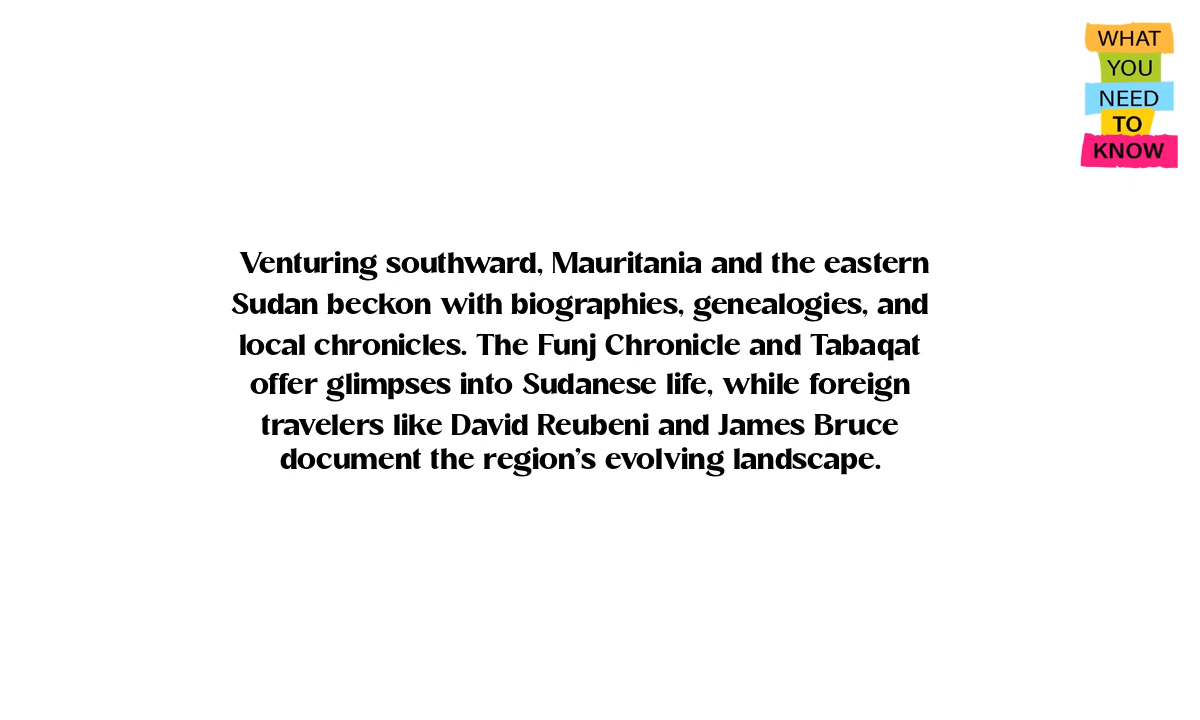 WHAT
YOU
NEED
TO
KNOW
Venturing southward, Mauritania and the eastern
Sudan beckon with biographies, genealogies, and
local chronicles. The Funj Chronicle and Tabaqat
offer glimpses into Sudanese life, while foreign
travelers like David Reubeni and James Bruce
document the region's evolving landscape.